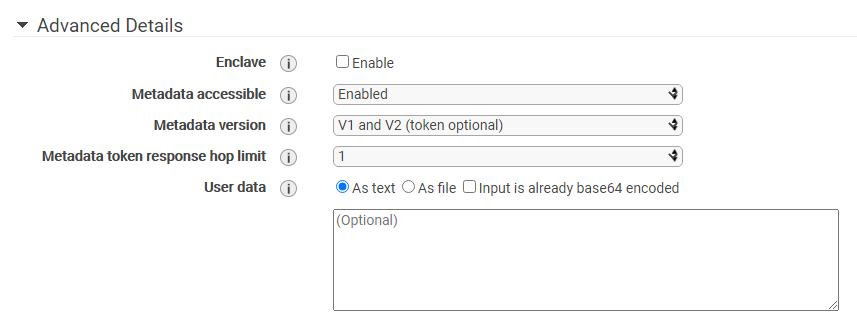 Advanced Details
Enclave i Enable
Metadata accessible i Enabled
Metadata version i V1 and V2 (token optional)
Metadata token response hop limit i 1
User data i As text As file Input is already base64 encoded
(Optional)